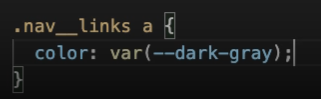 .nav__links a {
  color: var(--dark-gray);
}